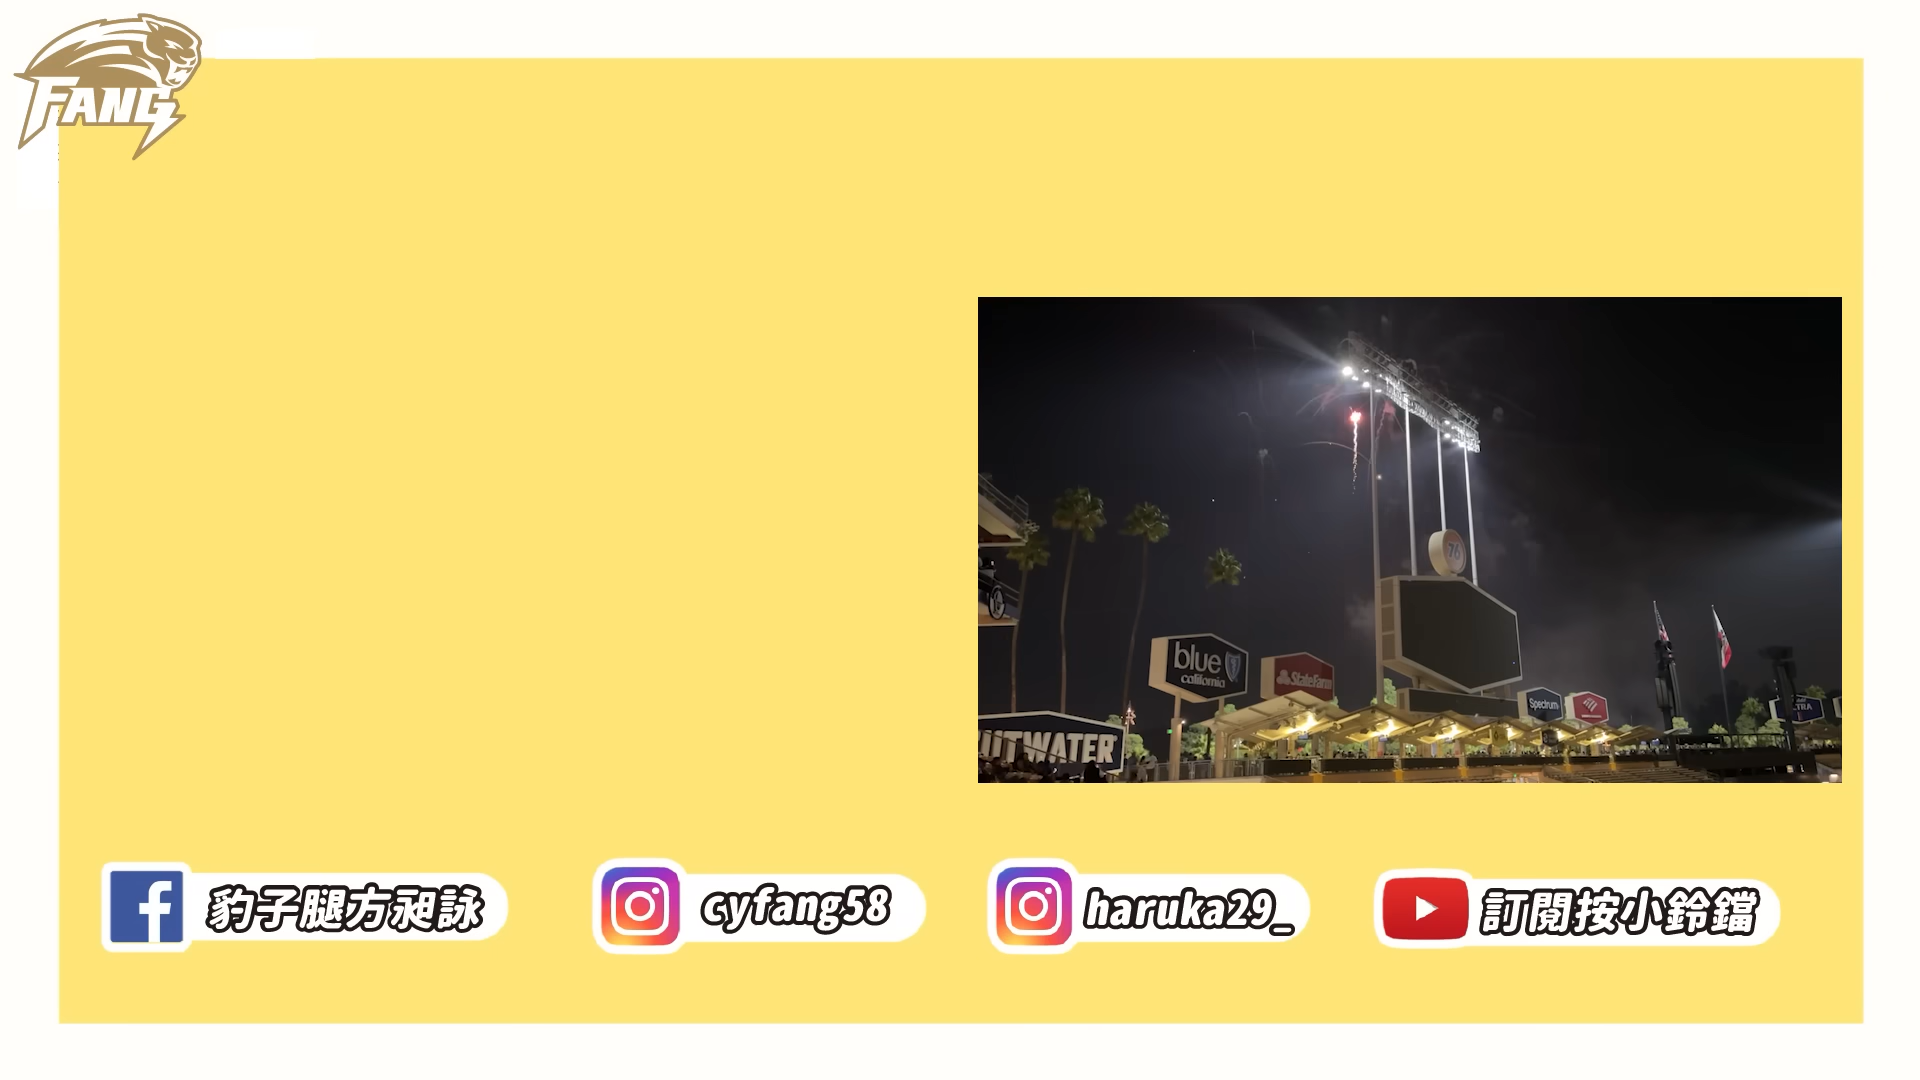 FANG
76
blue
california
StateFarm
Spectrum
UTWATER
豹子腿方昶詠
cyfang58
haruka29_
訂閱按小鈴鐺